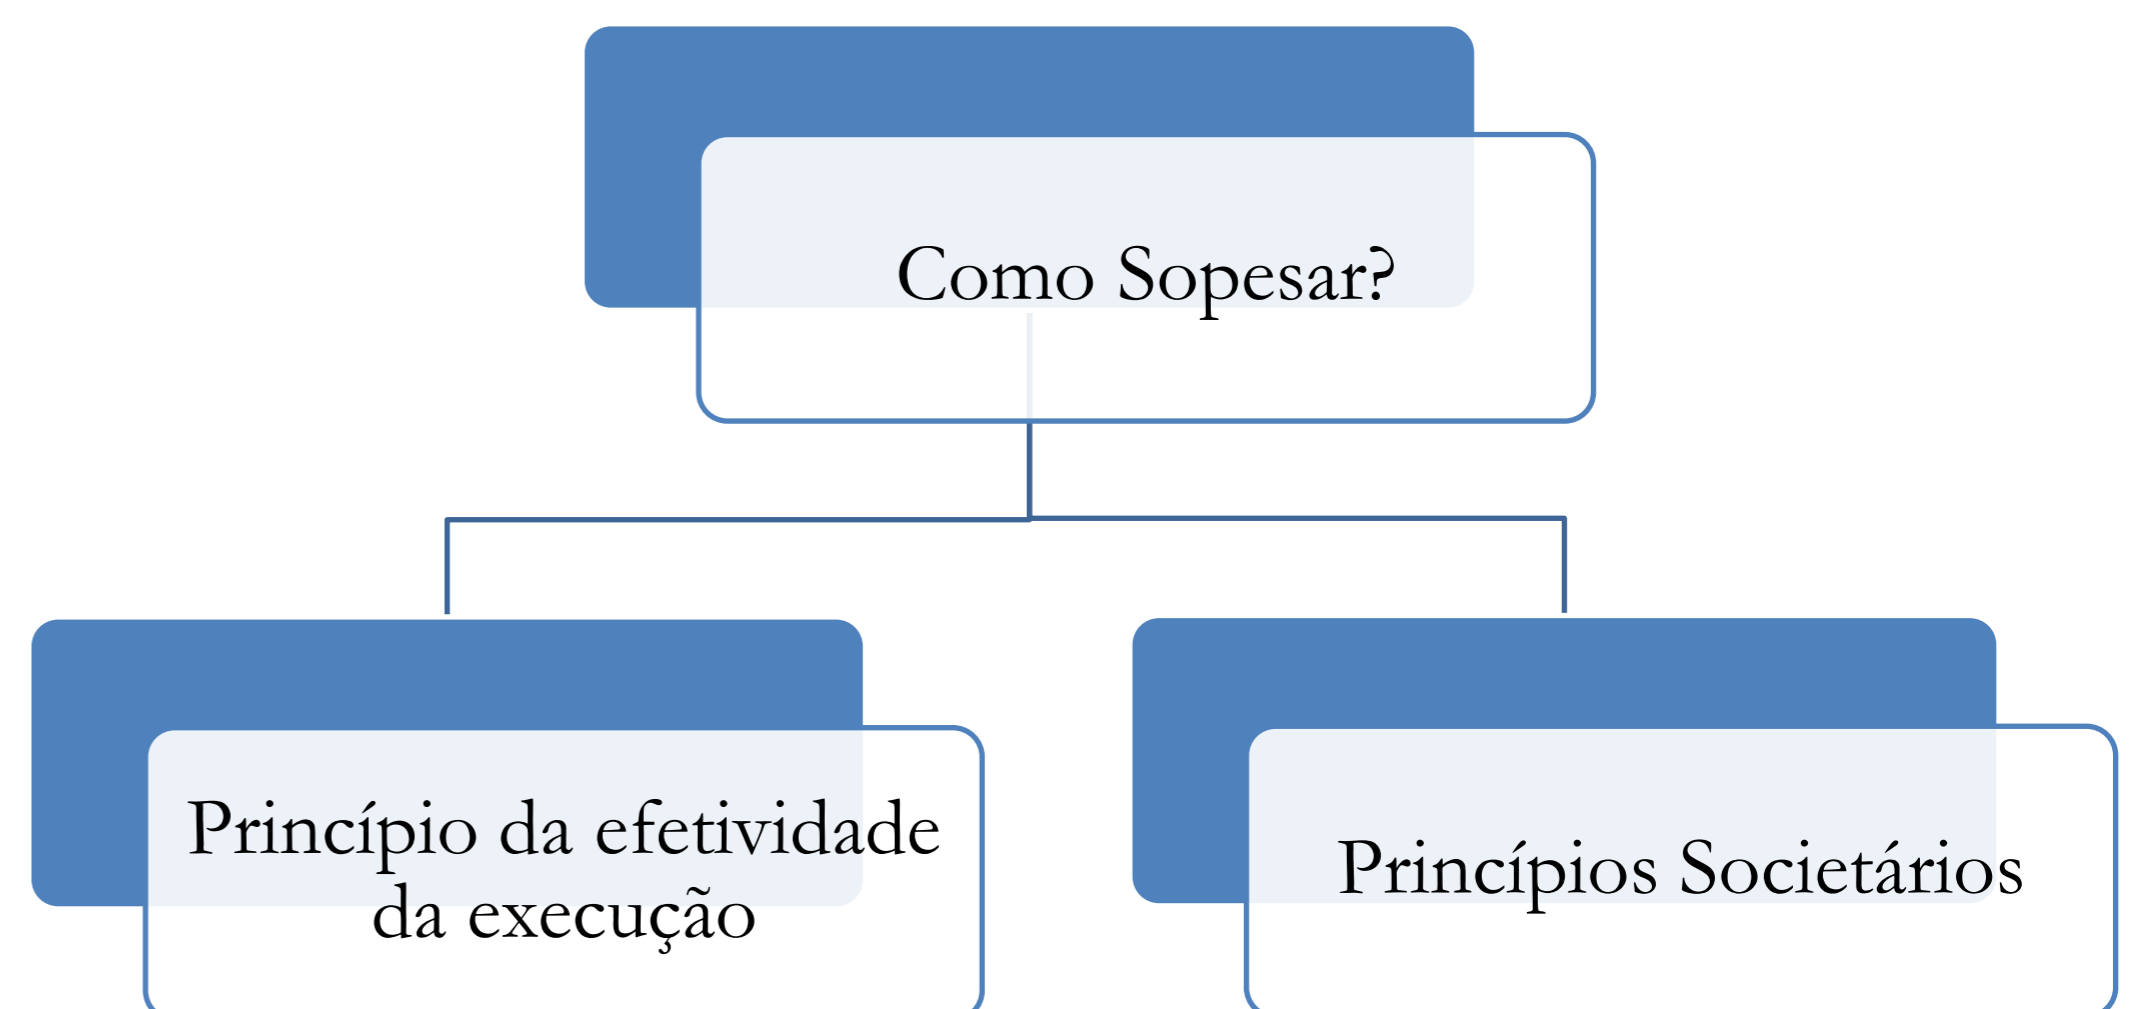 Como Sopesar?
Princípio da efetividade
da execução
Princípios Societários